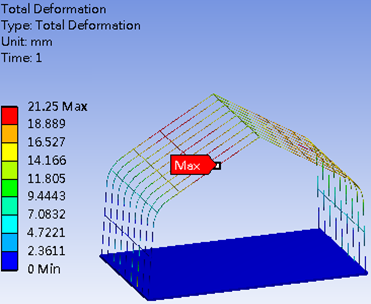 Total Deformation
Type: Total Deformation
Unit: mm
Time: 1
21.25 Max
18.889
16.527
14.166
11.805
9.4443
7.0832
4.7221
2.3611
0 Min
Max